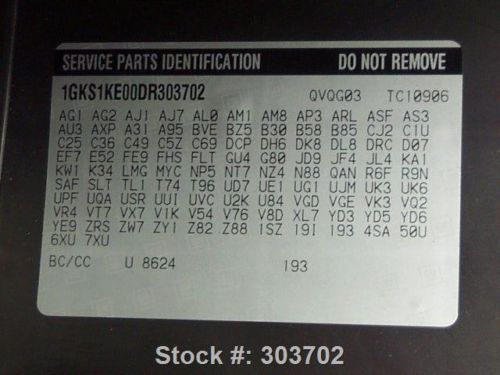 SERVICE PARTS IDENTIFICATION DO NOT REMOVE
1GKS1KE00DR303702 QVQG03 TC10906
AG1 AG2 AJ1 AJ7 AL0 AM1 AM8 AP3 ARL ASF AS3
AU3 AXP A31 A95 BVE BZ5 B30 B58 B85 CJ2 C1U
C25 C36 C49 C5Z C69 DCP DH6 DK8 DL8 DRC D07
EF7 E52 FE9 FHS FLT GU4 G80 JD9 JF4 JL4 KA1
KW1 K34 LMG MYC NP5 NT7 NZ4 N88 QAN R6F R9N
SAF SLT TL1 T74 T96 UD7 UE1 UG1 UJM UK3 UK6
UPF UQA USR UU1 UVC U2K U84 VGD VGE VK3 VQ2
VR4 VT7 VX7 V1K V54 V76 V8D XL7 YD3 YD5 YD6
YE9 ZRS ZW7 ZY1 Z82 Z88 1SZ 19I 193 4SA 50U
6XU 7XU
BC/CC U 8624 193
Stock #: 303702